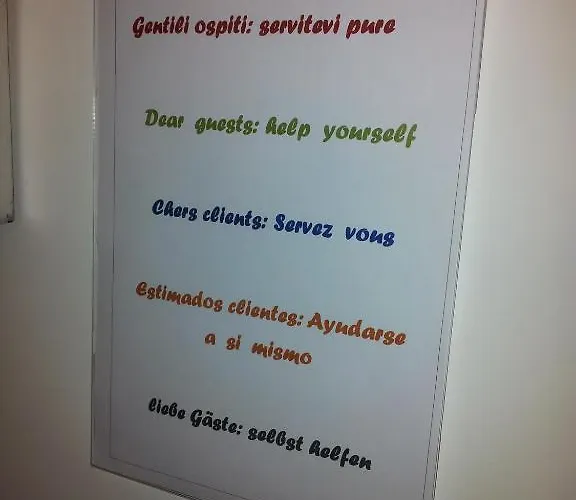 Gentili ospiti: servitevi pure
Dear guests: help yourself
Chers clients: Servez vous
Estimados clientes: Ayudarse
a si mismo
liebe Gäste: selbst helfen